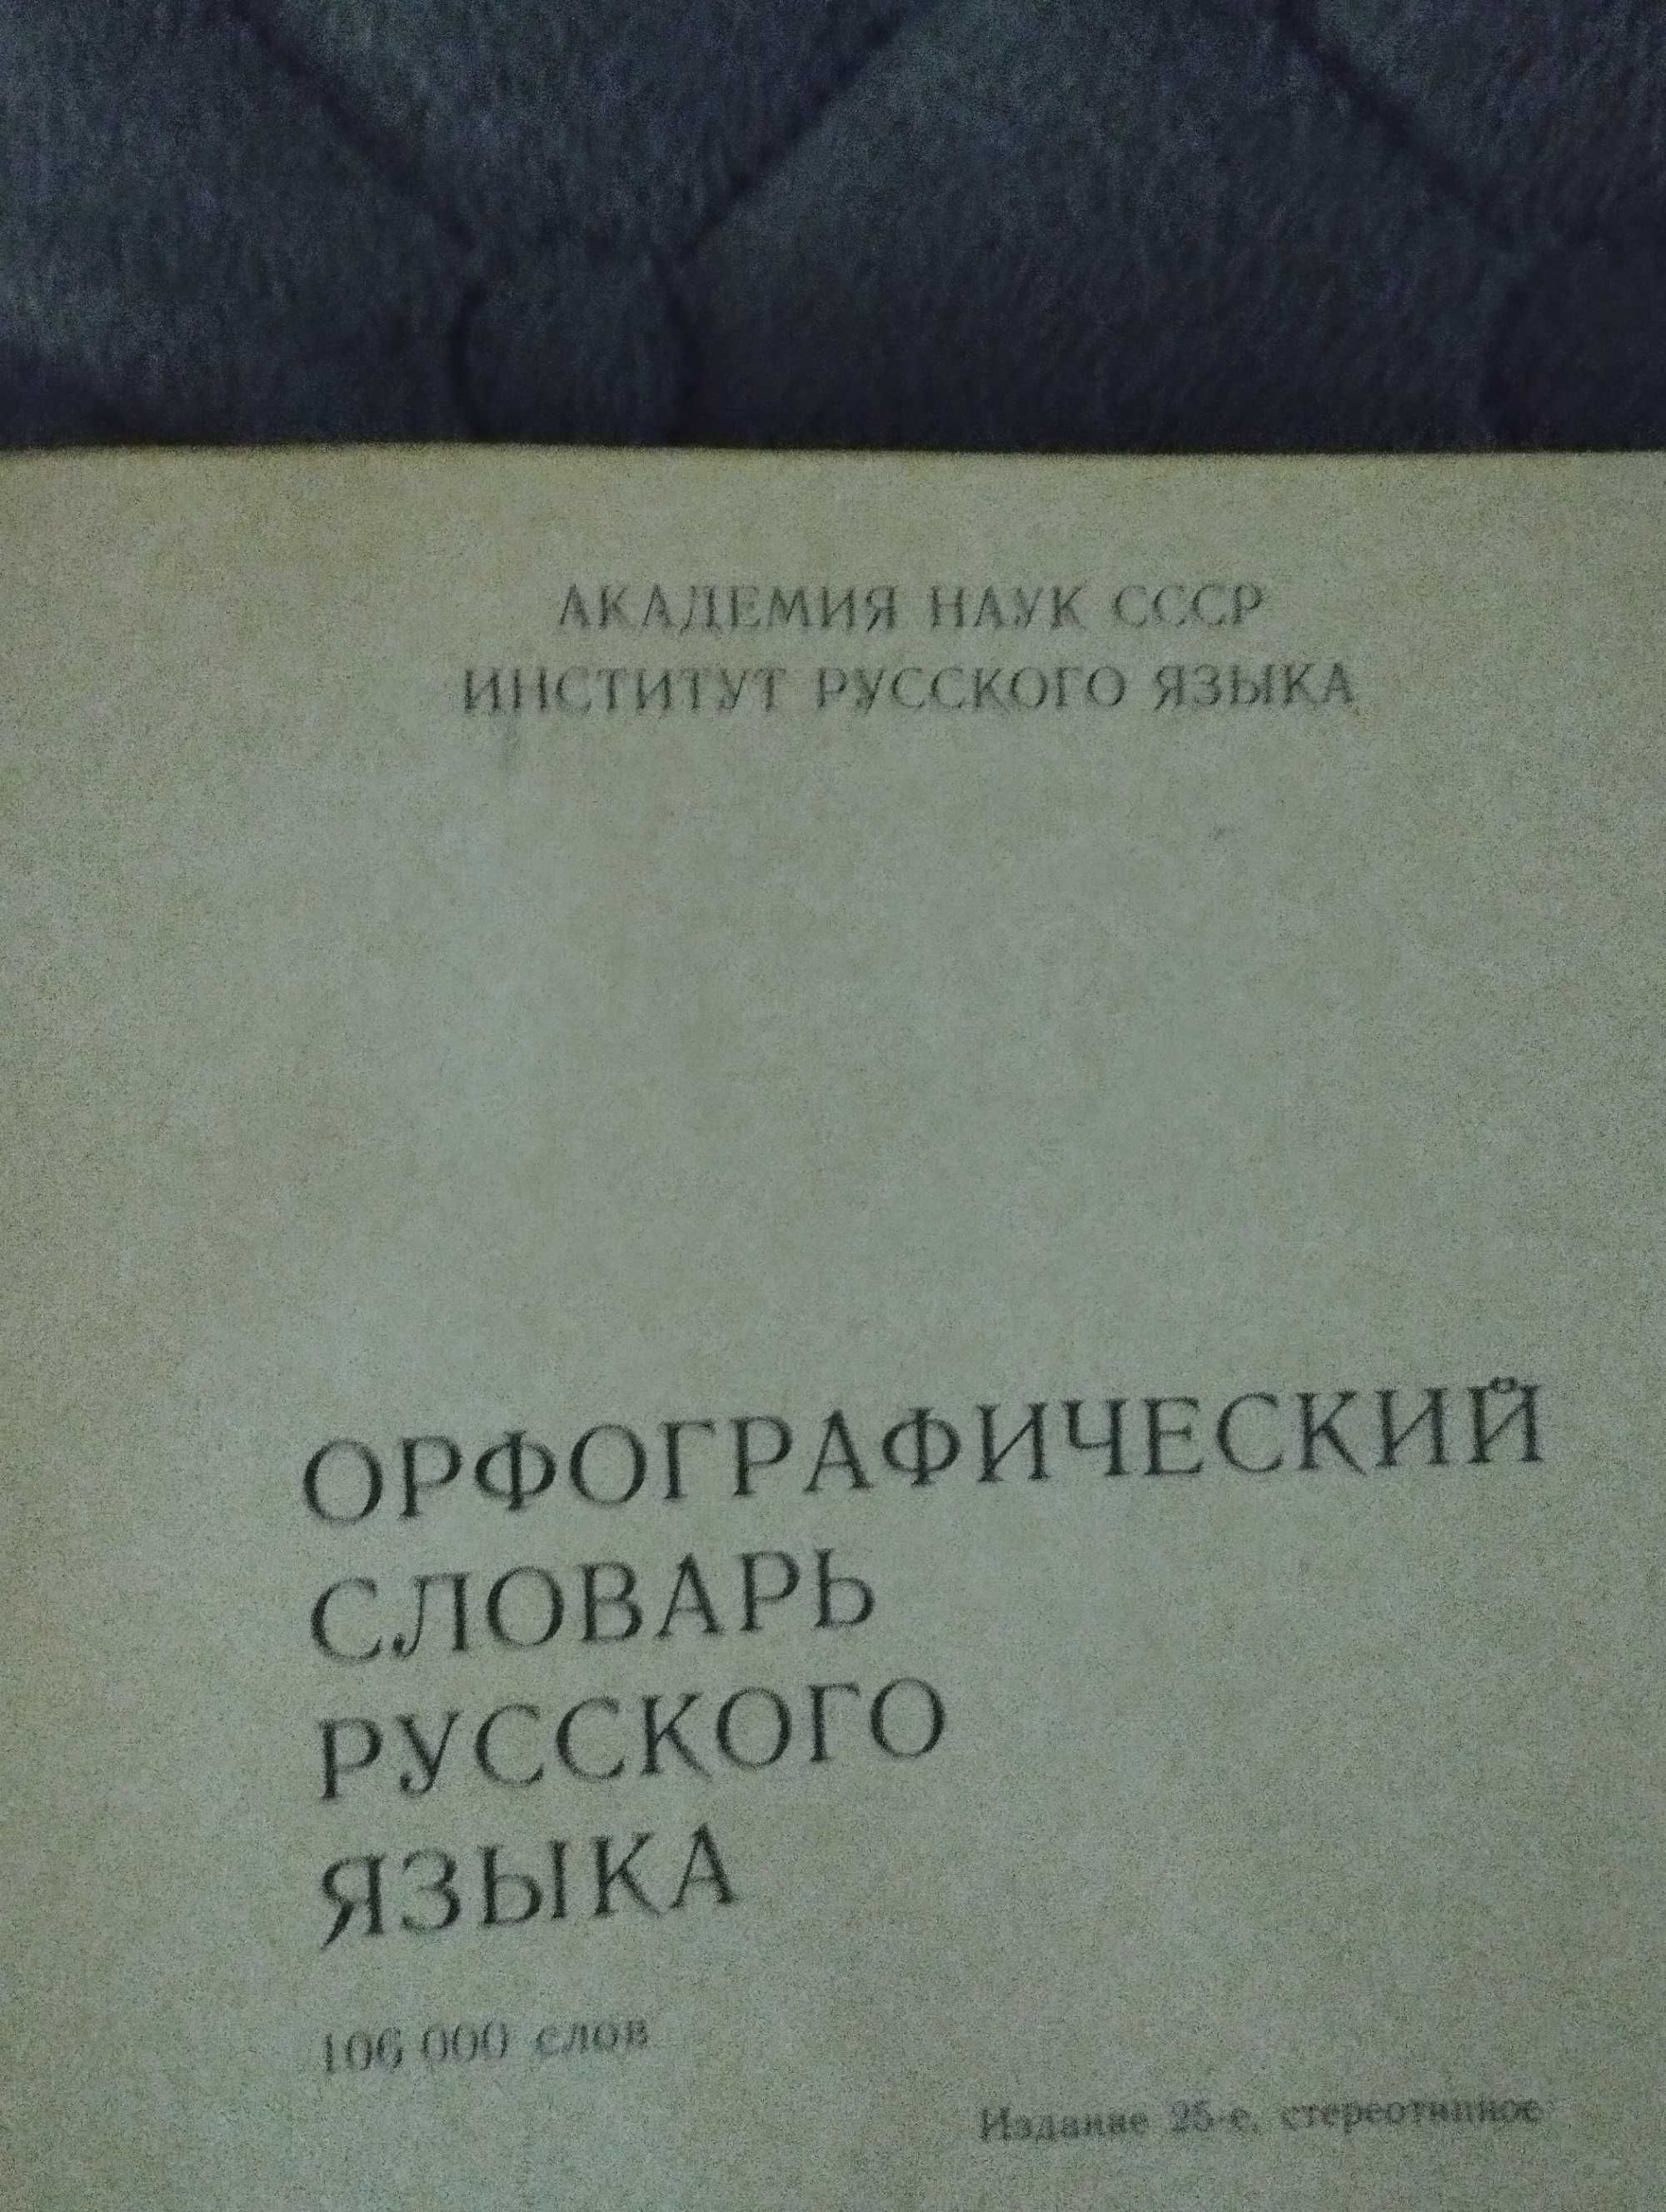 АКАДЕМИЯ НАУК СССР
ИНСТИТУТ РУССКОГО ЯЗЫКА
ОРФОГРАФИЧЕСКИЙ
СЛОВАРЬ
РУССКОГО
ЯЗЫКА
106 000 слов
Издание 25-е, стереотипное